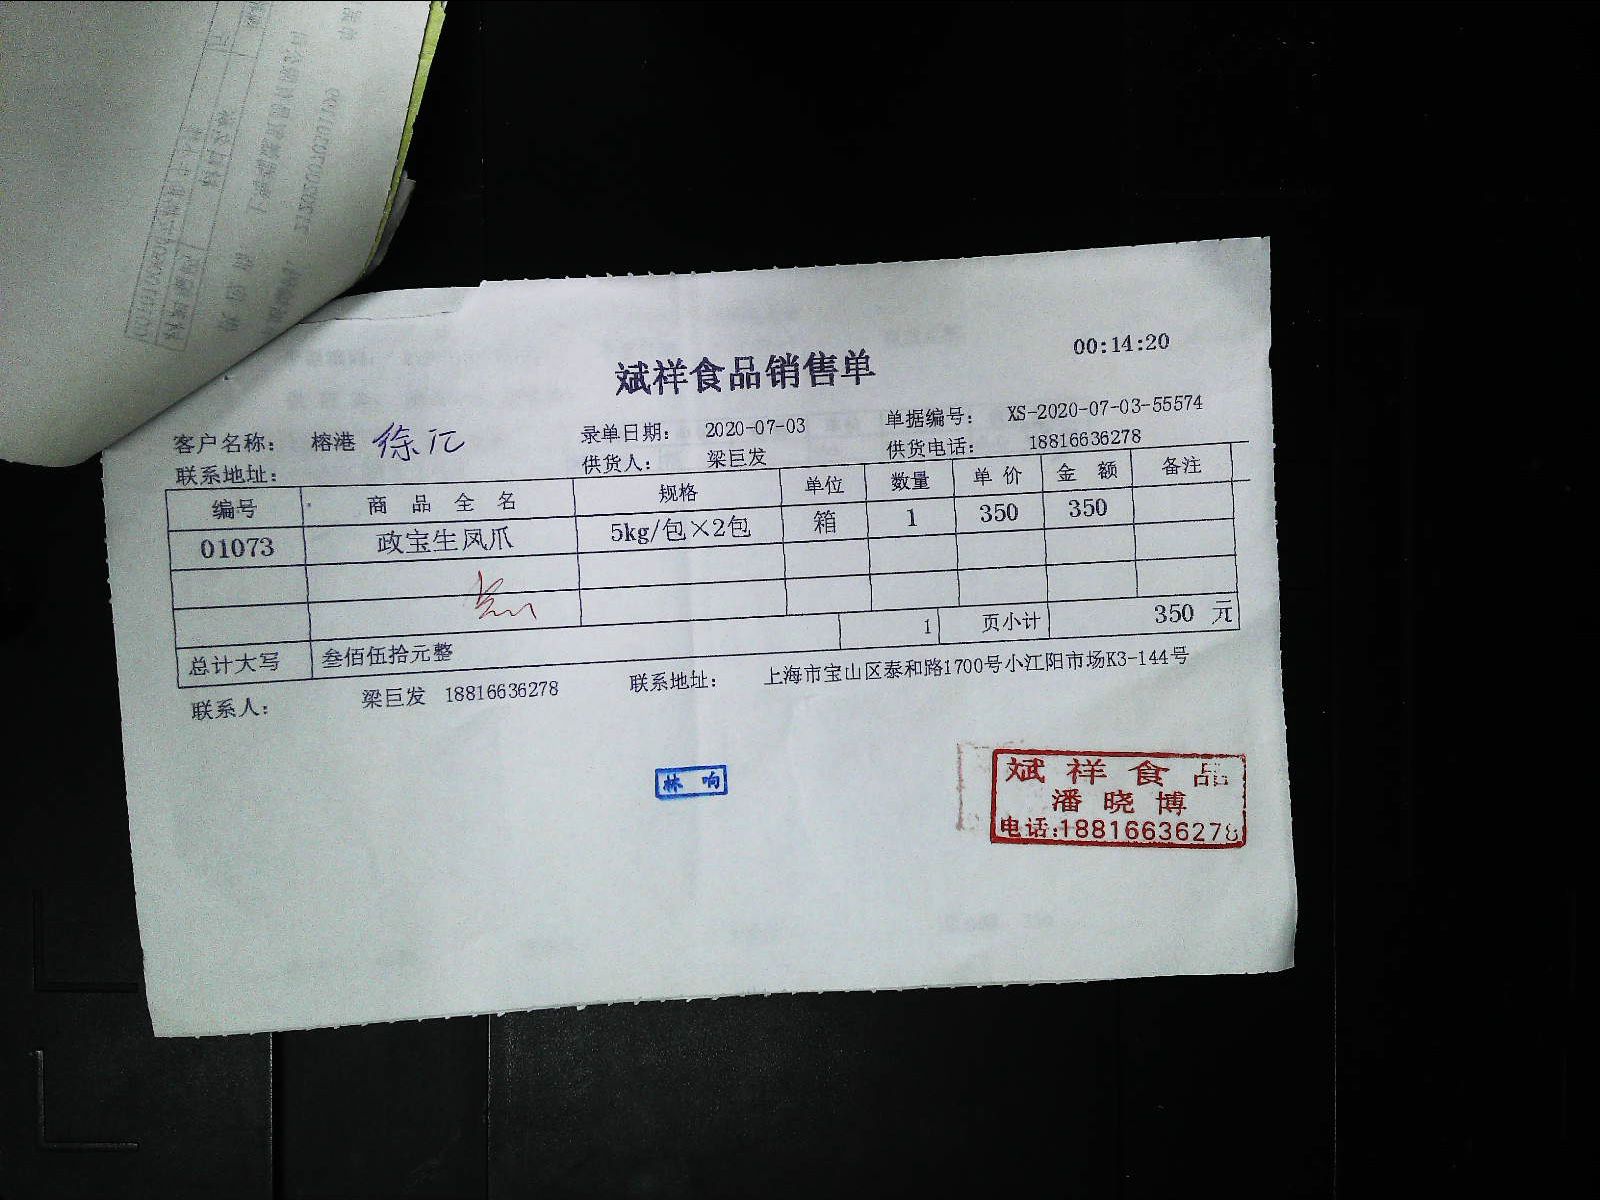 00:14:20
斌祥食品销售单
客户名称: 榕港 徐汇 录单日期: 2020-07-03 单据编号: XS-2020-07-03-55574
联系地址: 供货人: 梁巨发 供货电话: 18816636278
编号 商品全名 规格 单位 数量 单价 金额 备注
01073 政宝生凤爪 5kg/包×2包 箱 1 350 350
1 页小计 350 元
总计大写 叁佰伍拾元整
联系人: 梁巨发 18816636278 联系地址: 上海市宝山区泰和路1700号小江阳市场K3-144号
林响
斌祥食品
潘晓博
电话:18816636278